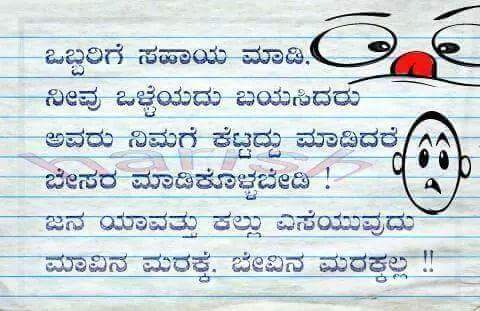 ಒಬ್ಬರಿಗೆ ಸಹಾಯ ಮಾಡಿ.
ನೀವು ಒಳ್ಳೆಯದು ಬಯಸಿದರು
ಅವರು ನಿಮಗೆ ಕೆಟ್ಟದ್ದು ಮಾಡಿದರೆ
ಬೇಸರ ಮಾಡಿಕೊಳ್ಳಬೇಡಿ !
ಜನ ಯಾವತ್ತು ಕಲ್ಲು ಎಸೆಯುವುದು
ಮಾವಿನ ಮರಕ್ಕೆ. ಬೇವಿನ ಮರಕ್ಕಲ್ಲ !!